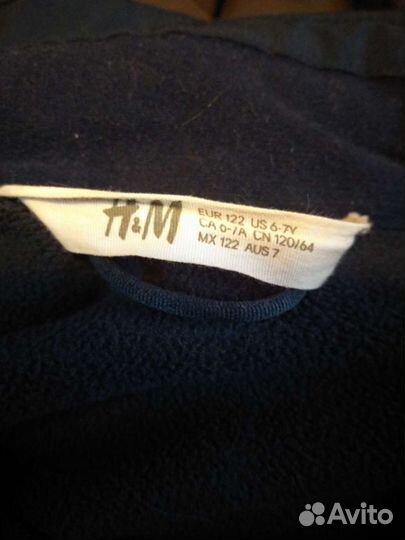 H&M
EUR 122 US 6-7Y
CA 6-7A CN 120/64
MX 122 AUS 7
Avito